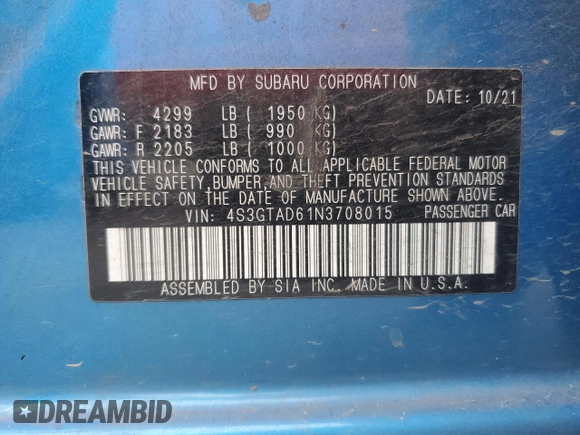 MFD BY SUBARU CORPORATION
DATE: 10/21
GVWR: 4299 LB ( 1950 KG)
GAWR: F 2183 LB ( 990 KG)
GAWR: R 2205 LB ( 1000 KG)
THIS VEHICLE CONFORMS TO ALL APPLICABLE FEDERAL MOTOR
VEHICLE SAFETY, BUMPER, AND THEFT PREVENTION STANDARDS
IN EFFECT ON THE DATE OF MANUFACTURE SHOWN ABOVE.
VIN: 4S3GTAD61N3708015 PASSENGER CAR
ASSEMBLED BY SIA INC. MADE IN U.S.A.
DREAMBID